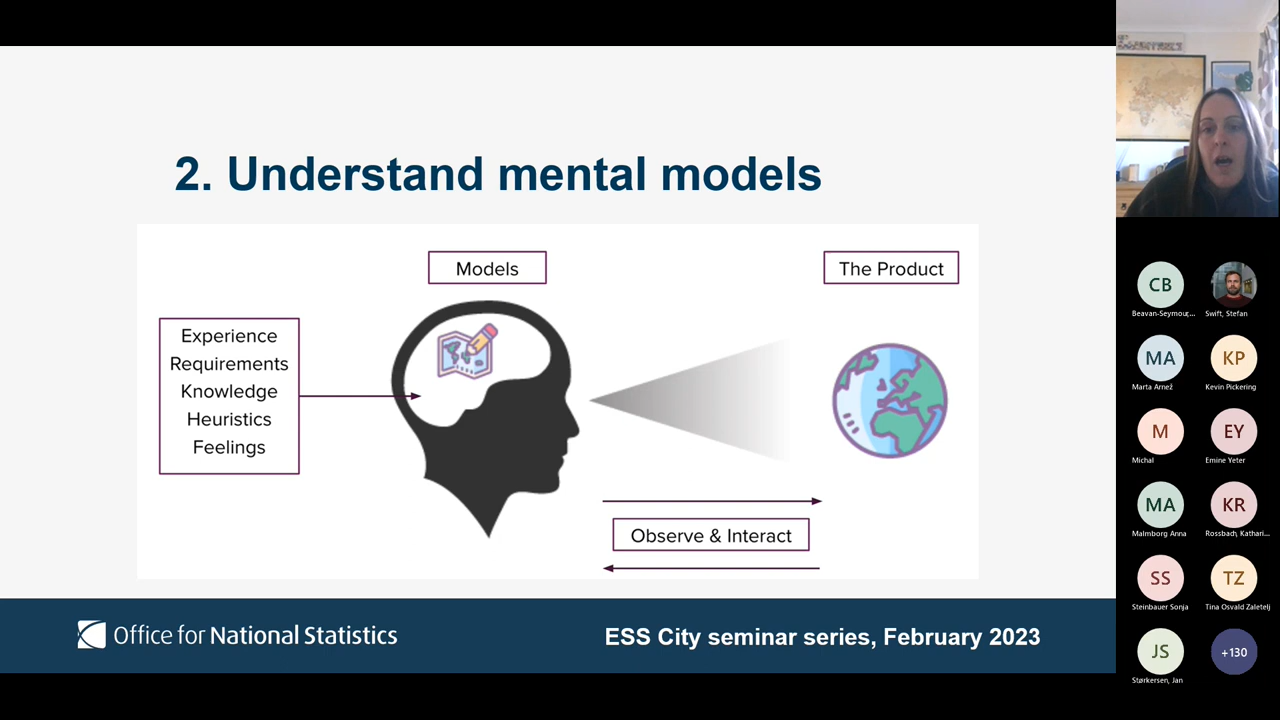 2. Understand mental models
Models
The Product
Experience
Requirements
Knowledge
Heuristics
Feelings
Observe & Interact
Office for National Statistics
ESS City seminar series, February 2023
CB
Beavan-Seymour,...
Swift, Stefan
MA
Marta Arnež
KP
Kevin Pickering
M
Michal
EY
Emine Yeter
MA
Malmborg Anna
KR
Rossbach, Kathari...
SS
Steinbauer Sonja
TZ
Tina Osvald Zaletelj
JS
Størkersen, Jan
+130